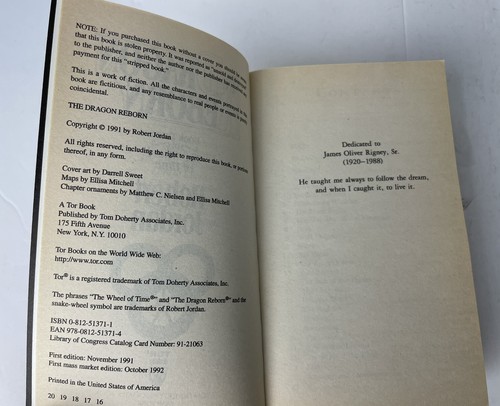 NOTE: If you purchased this book without a cover you should be aware
that this book is stolen property. It was reported as "unsold and destroyed"
to the publisher, and neither the author nor the publisher has received any
payment for this "stripped book."
This is a work of fiction. All the characters and events portrayed in this
book are fictitious, and any resemblance to real people or events is purely
coincidental.
THE DRAGON REBORN
Copyright © 1991 by Robert Jordan
All rights reserved, including the right to reproduce this book, or portions
thereof, in any form.
Cover art by Darrell Sweet
Maps by Ellisa Mitchell
Chapter ornaments by Matthew C. Nielsen and Ellisa Mitchell
A Tor Book
Published by Tom Doherty Associates, Inc.
175 Fifth Avenue
New York, N.Y. 10010
Tor Books on the World Wide Web:
http://www.tor.com
Tor® is a registered trademark of Tom Doherty Associates, Inc.
The phrases "The Wheel of Time®" and "The Dragon Reborn®" and the
snake-wheel symbol are trademarks of Robert Jordan.
ISBN 0-812-51371-1
EAN 978-0812-51371-4
Library of Congress Catalog Card Number: 91-21063
First edition: November 1991
First mass market edition: October 1992
Printed in the United States of America
20 19 18 17 16
Dedicated to
James Oliver Rigney, Sr.
(1920–1988)
He taught me always to follow the dream,
and when I caught it, to live it.